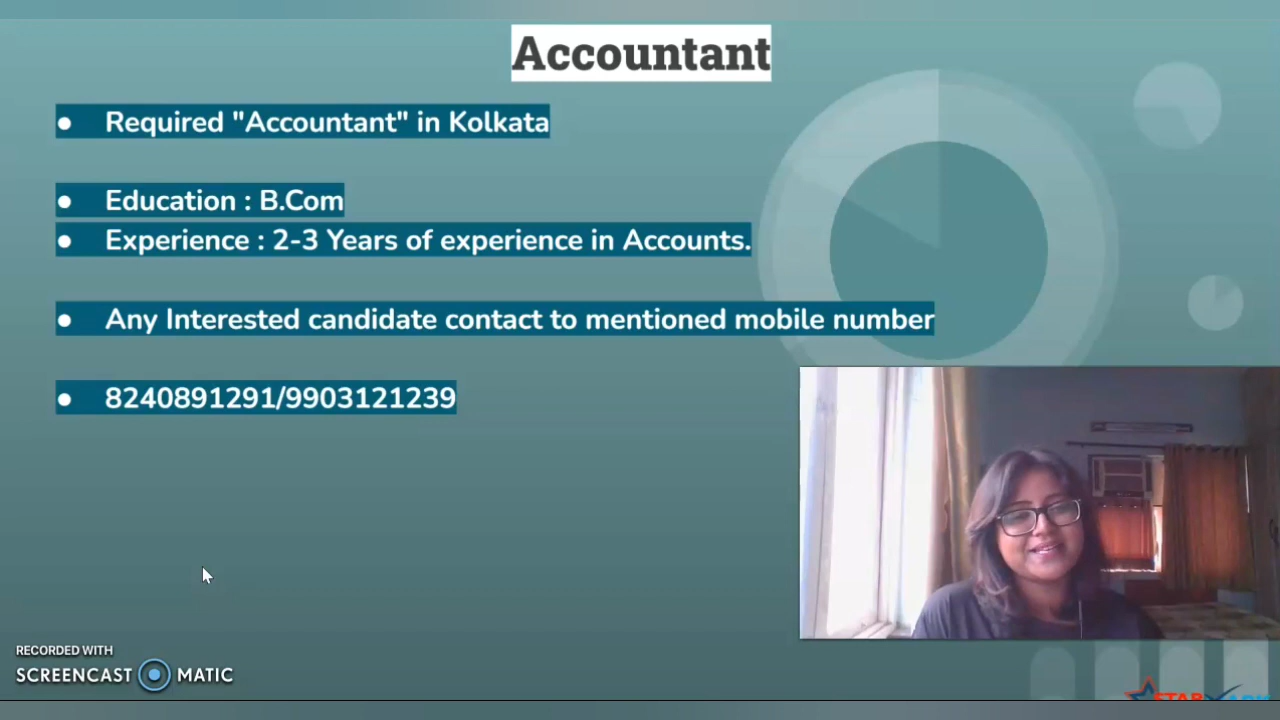 Accountant
● Required "Accountant" in Kolkata
● Education : B.Com
● Experience : 2-3 Years of experience in Accounts.
● Any Interested candidate contact to mentioned mobile number
● 8240891291/9903121239
RECORDED WITH
SCREENCAST MATIC